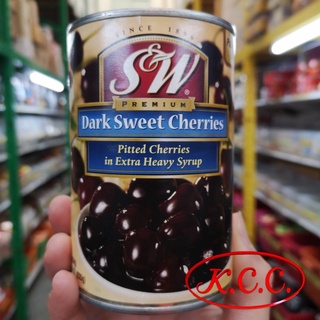 SINCE 1896
S&W
PREMIUM
Dark Sweet Cherries
Pitted Cherries
in Extra Heavy Syrup
K.C.C.